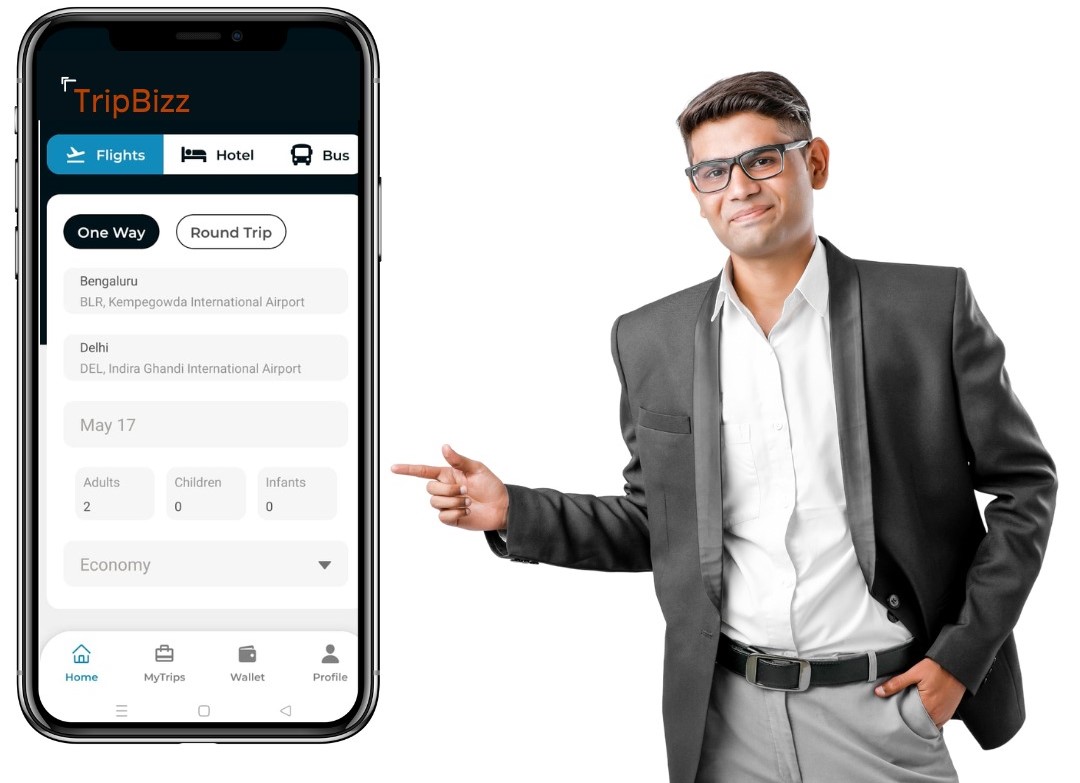 TripBizz
Flights Hotel Bus
One Way Round Trip
Bengaluru
BLR, Kempegowda International Airport
Delhi
DEL, Indira Ghandi International Airport
May 17
Adults Children Infants
2 0 0
Economy
Home MyTrips Wallet Profile